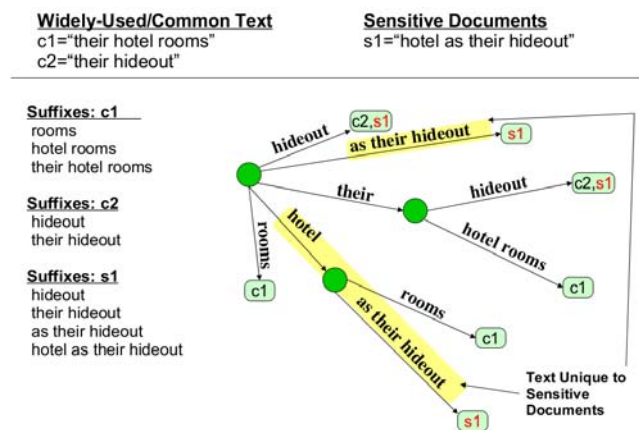 Widely-Used/Common Text
c1=“their hotel rooms”
c2=“their hideout”
Sensitive Documents
s1=“hotel as their hideout”
Suffixes: c1
rooms
hotel rooms
their hotel rooms
Suffixes: c2
hideout
their hideout
Suffixes: s1
hideout
their hideout
as their hideout
hotel as their hideout
hideout
c2,s1
as their hideout
s1
their
hideout
c2,s1
hotel rooms
c1
rooms
c1
hotel
rooms
c1
as their hideout
s1
Text Unique to
Sensitive
Documents